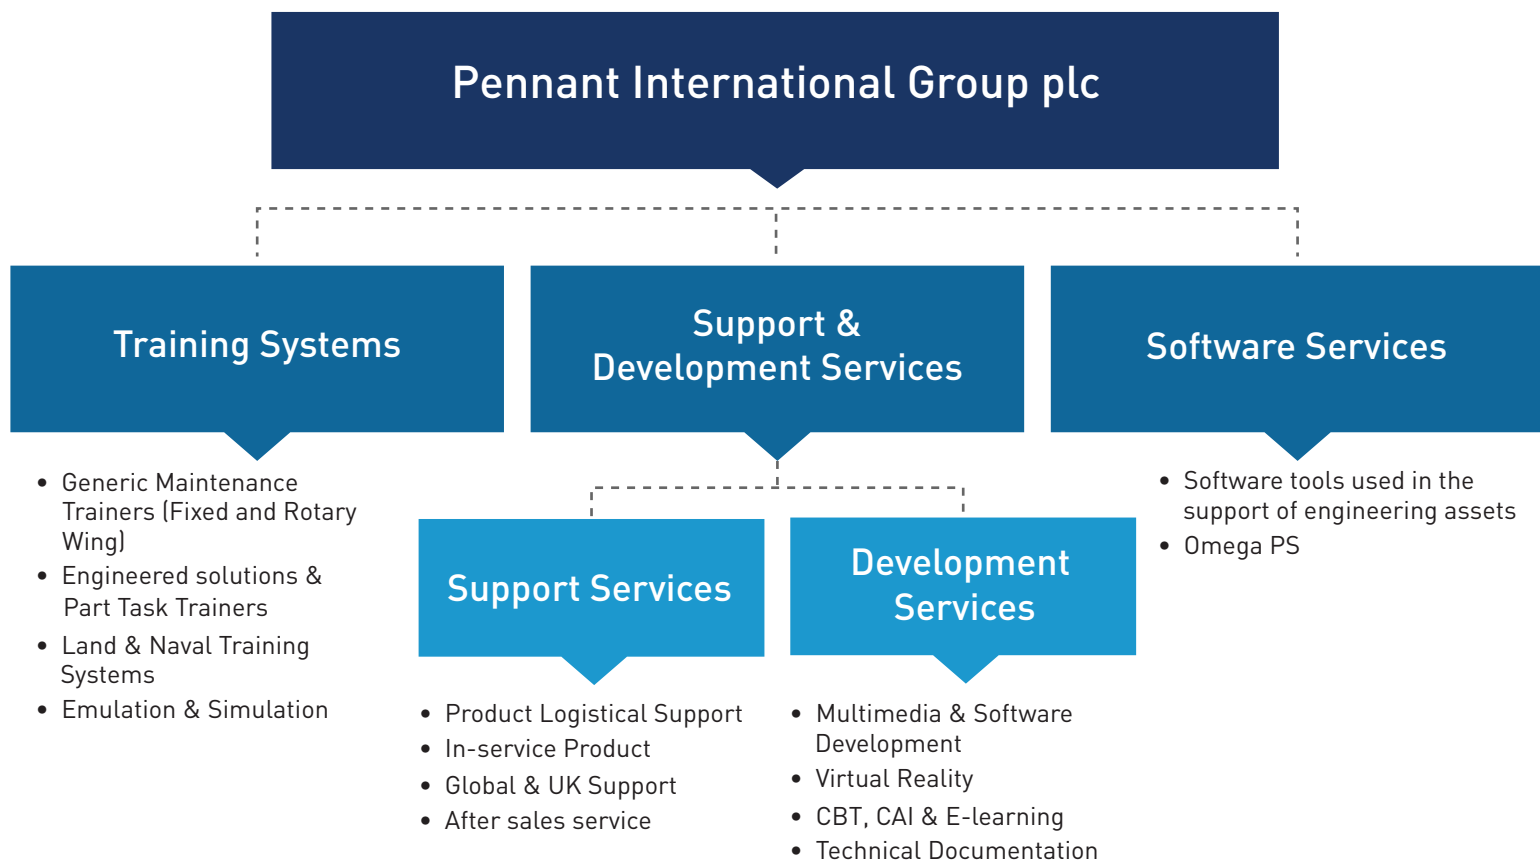 Pennant International Group plc
Training Systems
Support &
Development Services
Software Services
• Generic Maintenance
Trainers (Fixed and Rotary
Wing)
• Engineered solutions &
Part Task Trainers
• Land & Naval Training
Systems
• Emulation & Simulation
Support Services
• Product Logistical Support
• In-service Product
• Global & UK Support
• After sales service
Development
Services
• Multimedia & Software
Development
• Virtual Reality
• CBT, CAI & E-learning
• Technical Documentation
• Software tools used in the
support of engineering assets
• Omega PS